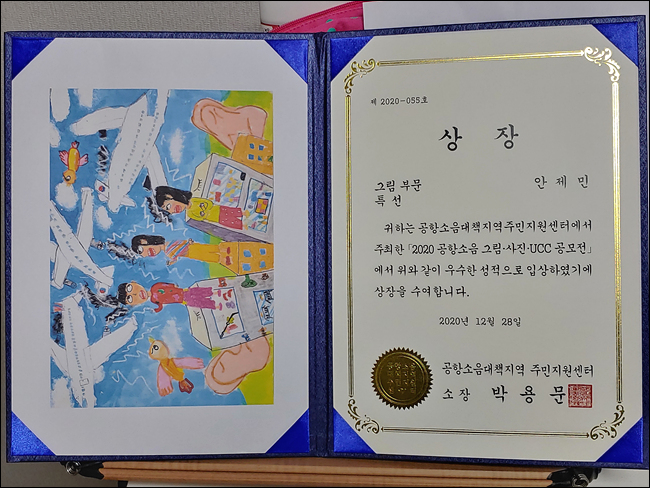 제 2020-055호
상 장
그림 부문 안 제 민
특 선
귀하는 공항소음대책지역주민지원센터에서
주최한 「2020 공항소음 그림·사진·UCC 공모전」
에서 위와 같이 우수한 성적으로 입상하였기에
상장을 수여합니다.
2020년 12월 28일
공항소음대책지역 주민지원센터
소 장 박 용 문